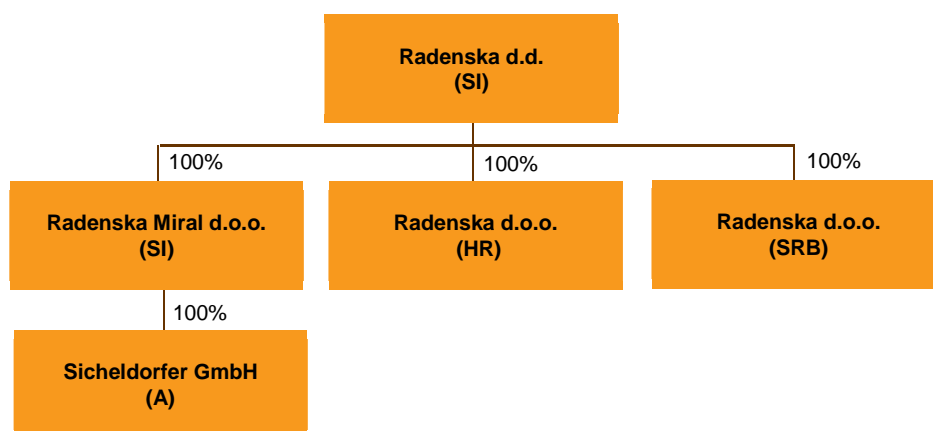 Radenska d.d.
(SI)
100%
100%
100%
Radenska Miral d.o.o.
(SI)
Radenska d.o.o.
(HR)
Radenska d.o.o.
(SRB)
100%
Sicheldorfer GmbH
(A)